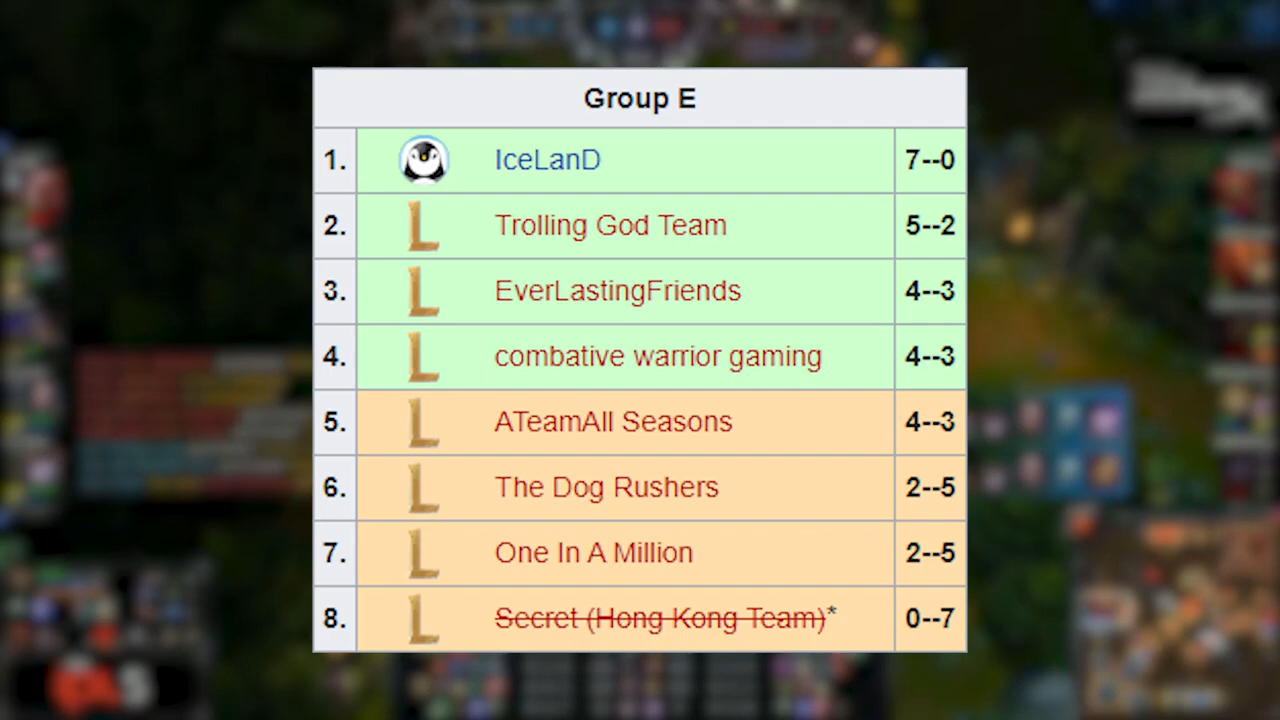 Group E
1. IceLanD 7--0
2. L Trolling God Team 5--2
3. L EverLastingFriends 4--3
4. L combative warrior gaming 4--3
5. L ATeamAll Seasons 4--3
6. L The Dog Rushers 2--5
7. L One In A Million 2--5
8. L Secret (Hong Kong Team)* 0--7